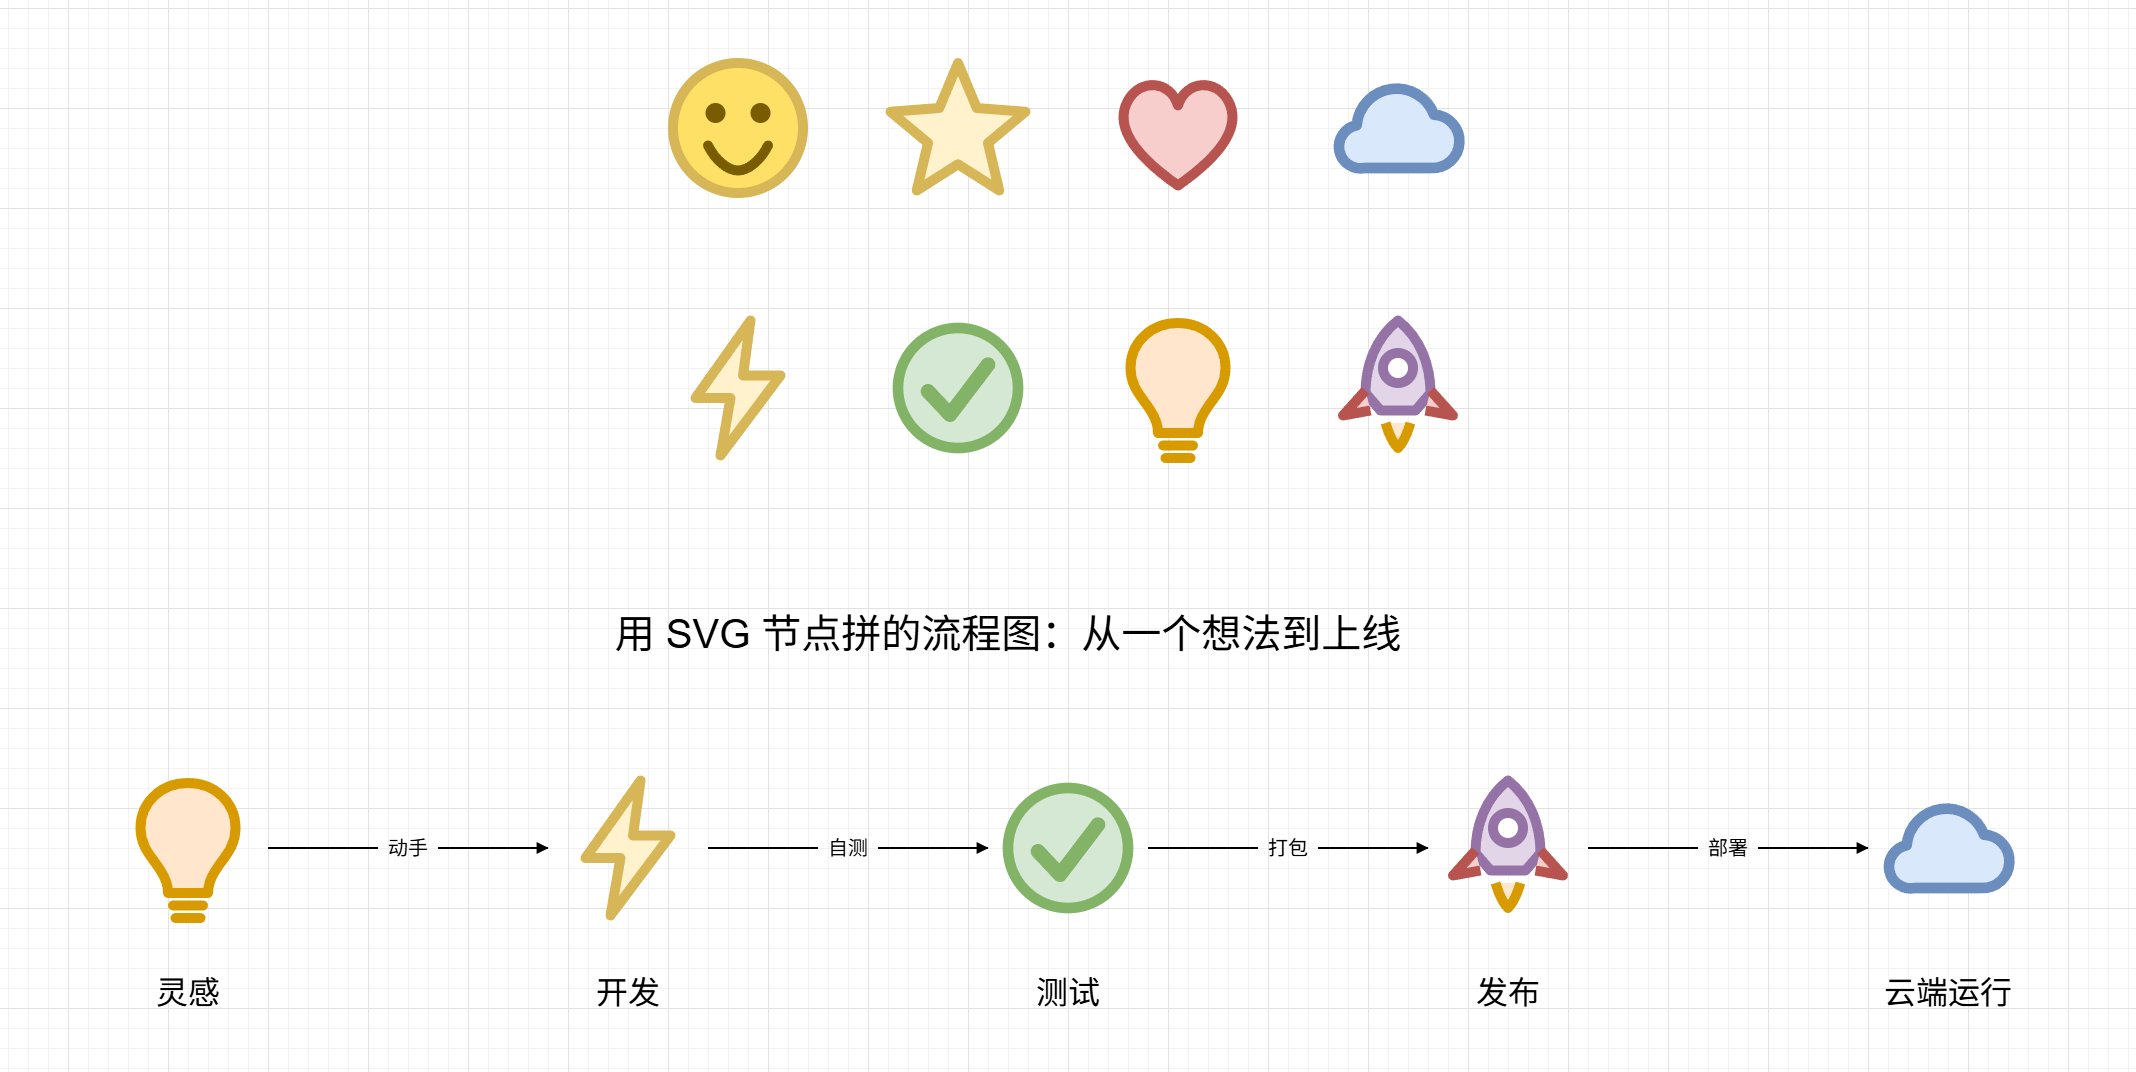 用 SVG 节点拼的流程图：从一个想法到上线
动手
自测
打包
部署
灵感
开发
测试
发布
云端运行